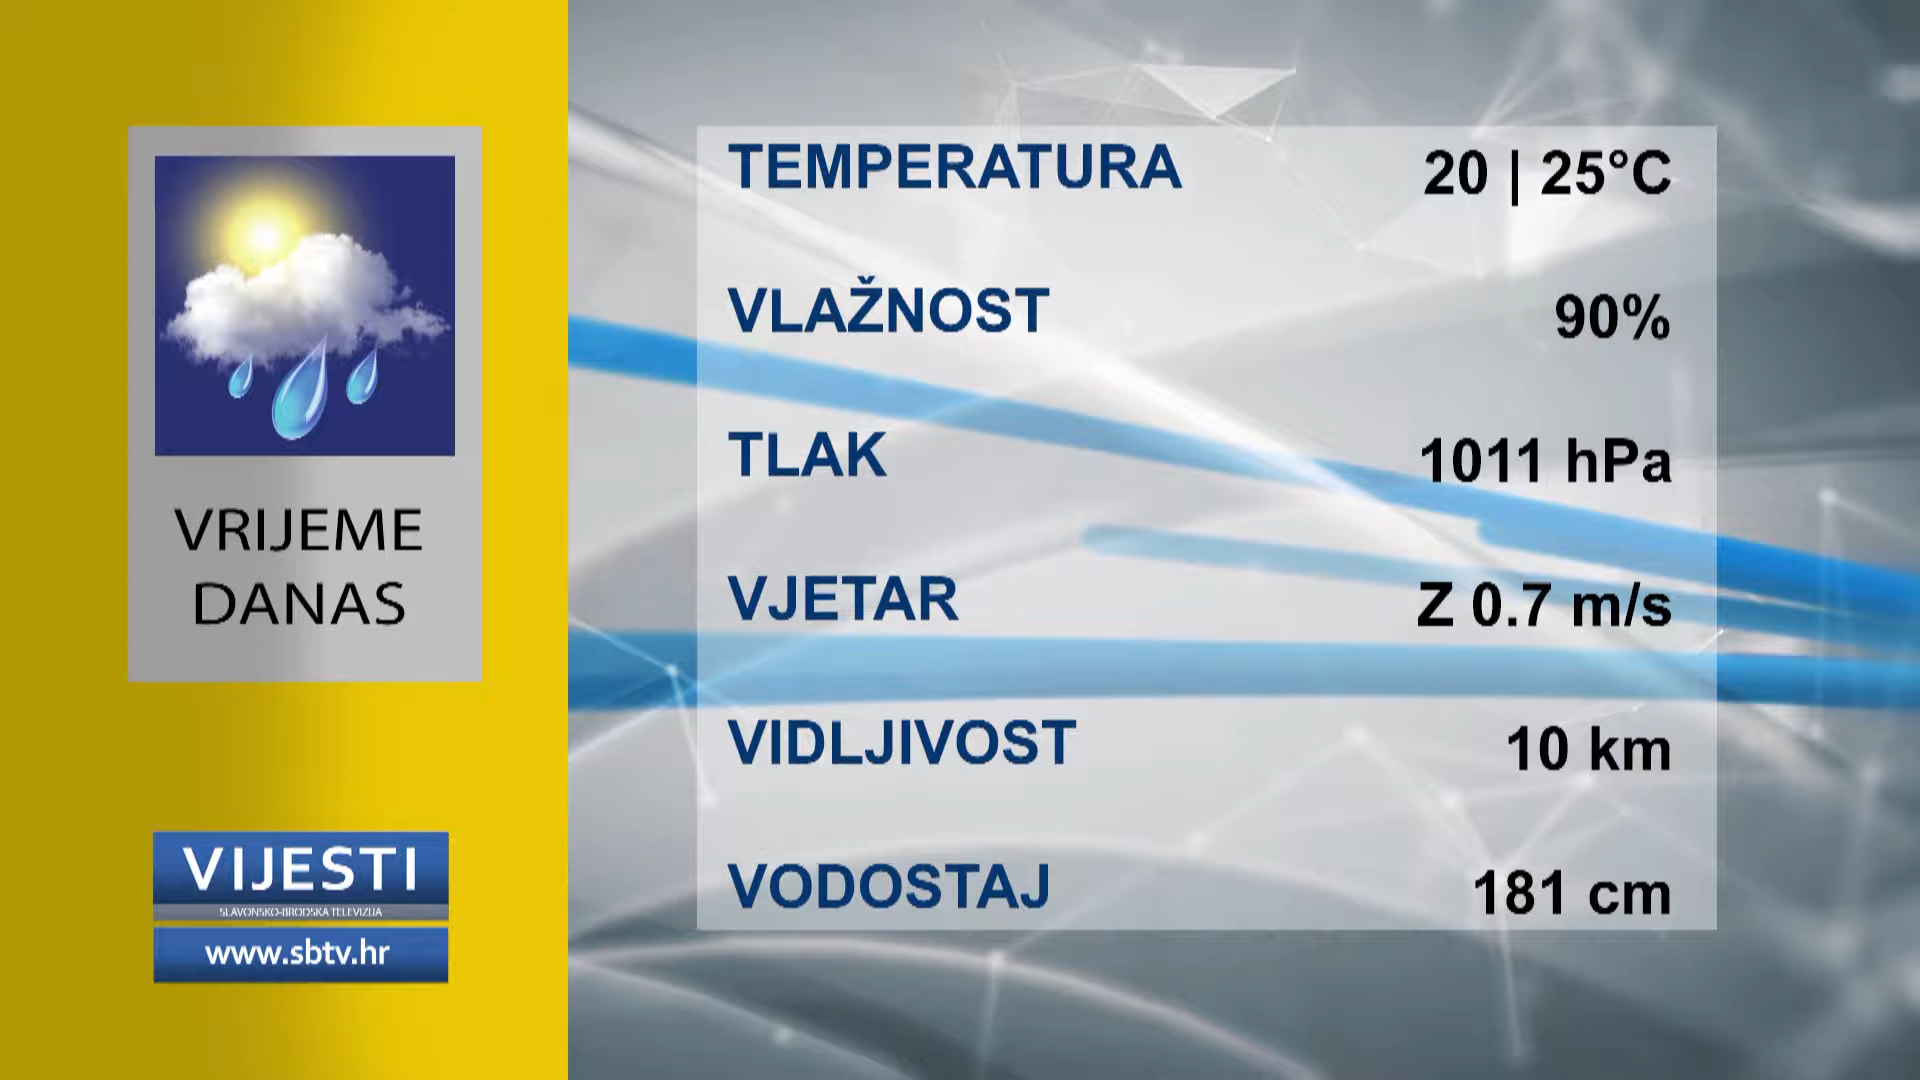 VRIJEME
DANAS
TEMPERATURA 20 | 25°C
VLAŽNOST 90%
TLAK 1011 hPa
VJETAR Z 0.7 m/s
VIDLJIVOST 10 km
VODOSTAJ 181 cm
VIJESTI
SLAVONSKO-BRODSKA TELEVIZIJA
www.sbtv.hr